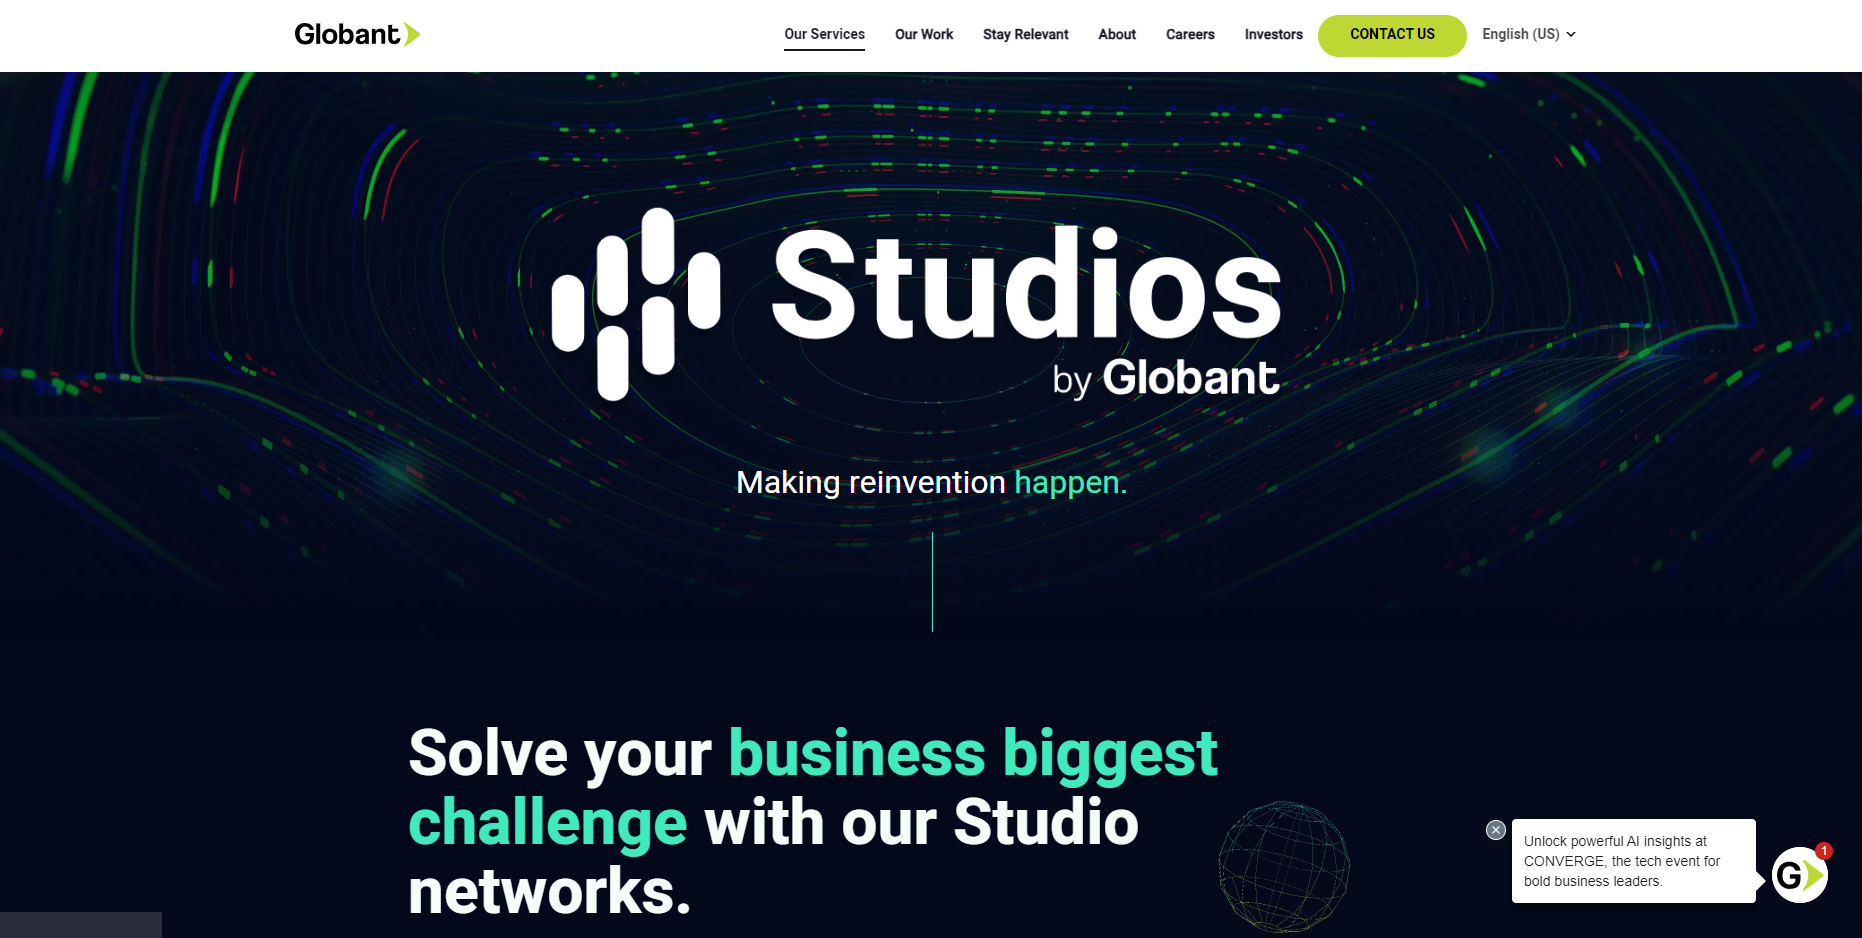 Globant
Our Services
Our Work
Stay Relevant
About
Careers
Investors
CONTACT US
English (US)
Studios
by Globant
Making reinvention happen.
Solve your business biggest
challenge with our Studio
networks.
Unlock powerful AI insights at
CONVERGE, the tech event for
bold business leaders.
G
1